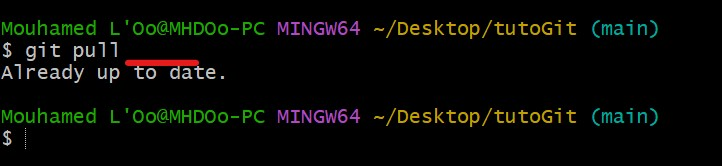 Mouhamed L'Oo@MHDOo-PC MINGW64 ~/Desktop/tutoGit (main)
$ git pull
Already up to date.
Mouhamed L'Oo@MHDOo-PC MINGW64 ~/Desktop/tutoGit (main)
$